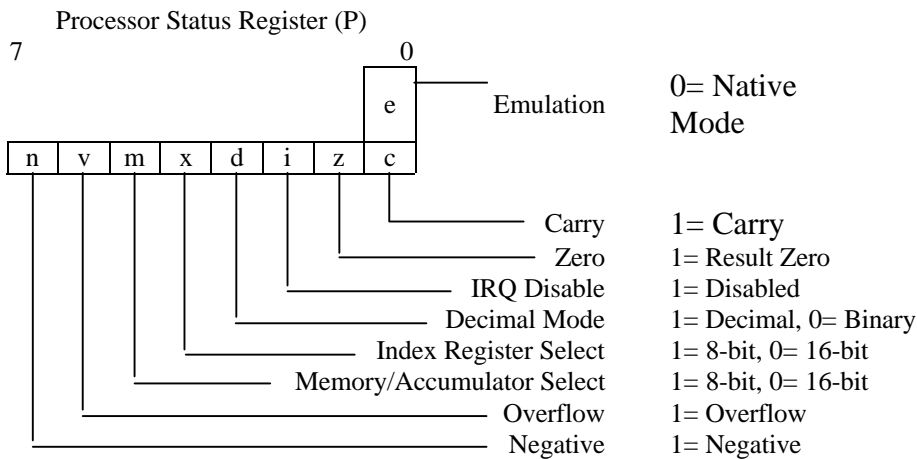 Processor Status Register (P)
7 0
e Emulation 0= Native
Mode
n v m x d i z c
Carry 1= Carry
Zero 1= Result Zero
IRQ Disable 1= Disabled
Decimal Mode 1= Decimal, 0= Binary
Index Register Select 1= 8-bit, 0= 16-bit
Memory/Accumulator Select 1= 8-bit, 0= 16-bit
Overflow 1= Overflow
Negative 1= Negative